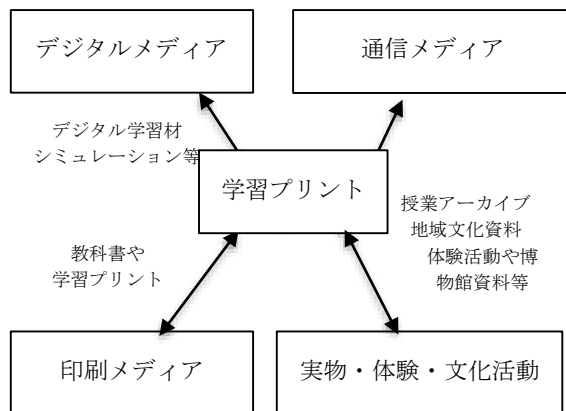 デジタルメディア
通信メディア
デジタル学習材
シミュレーション等
学習プリント
授業アーカイブ
地域文化資料
体験活動や博
物館資料等
教科書や
学習プリント
印刷メディア
実物・体験・文化活動